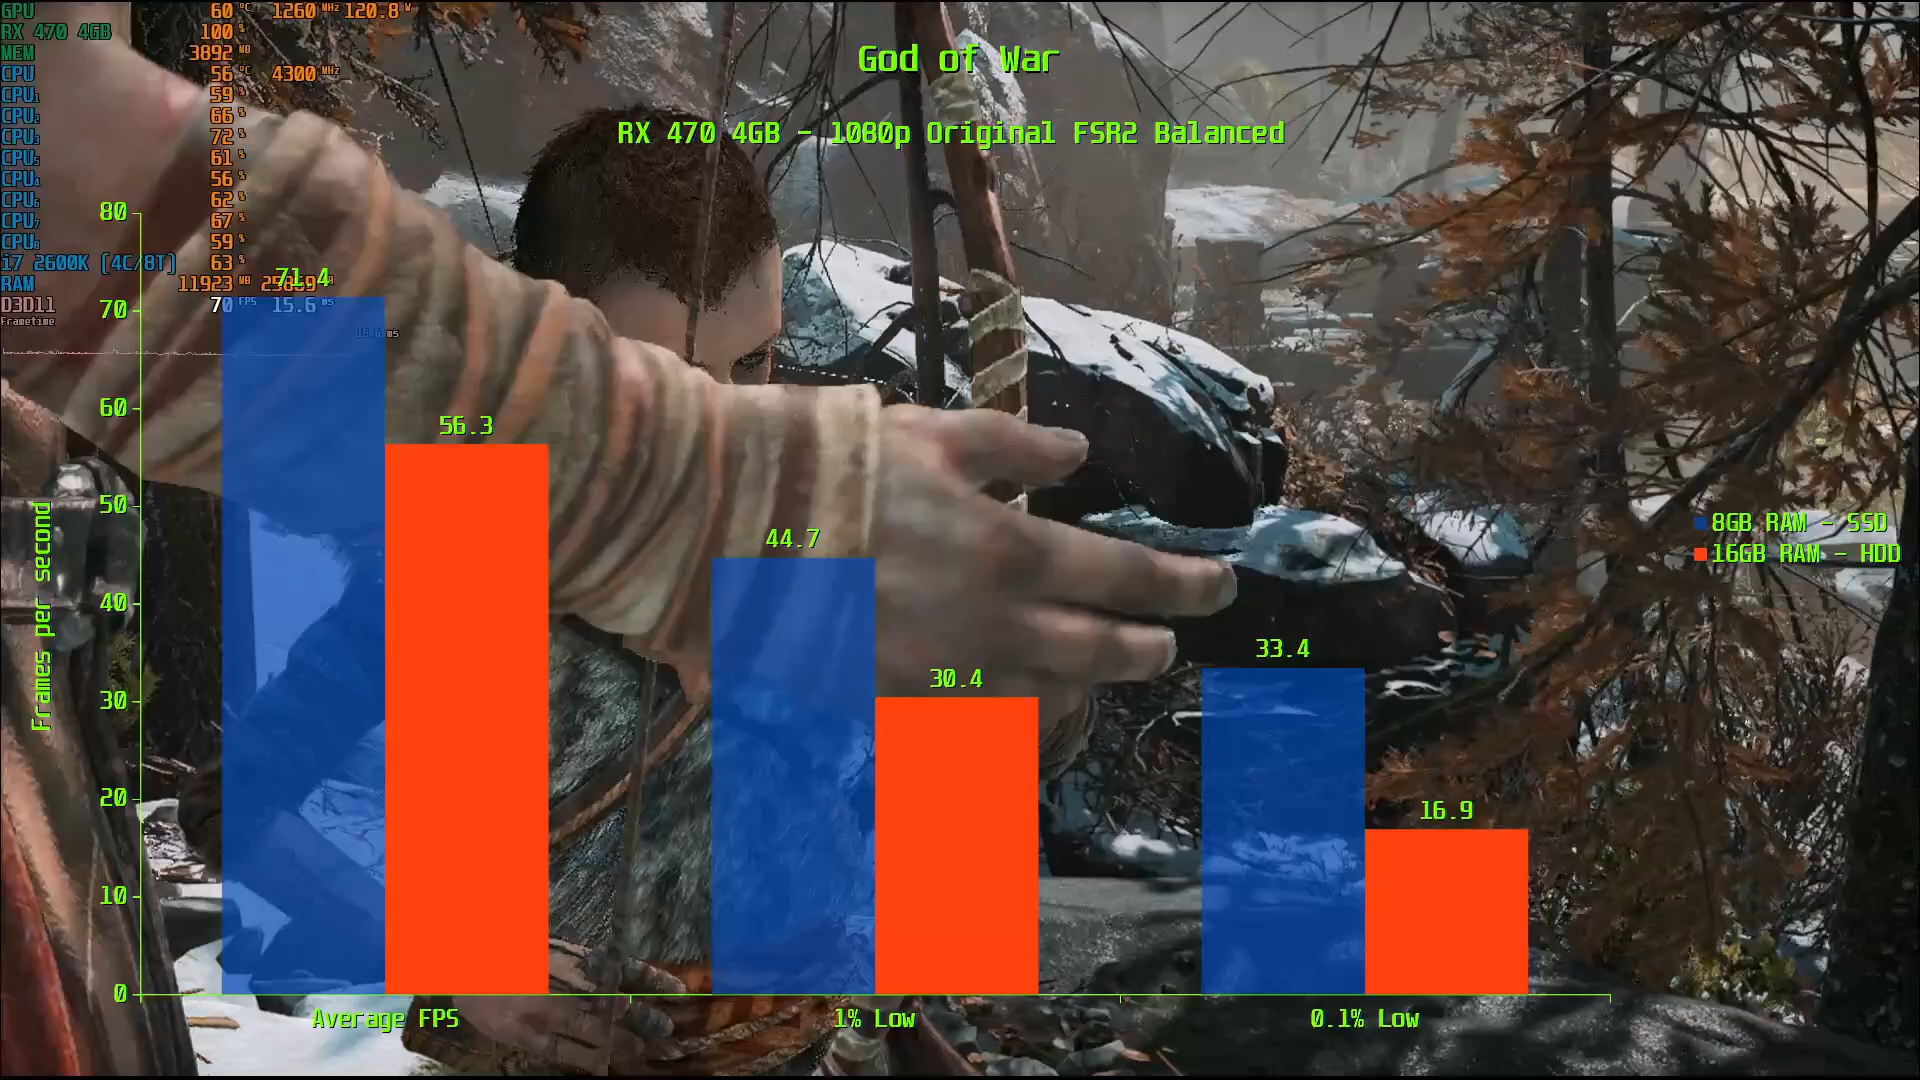 GPU 60 °C 1260 MHz 120.8 W
RX 470 4GB 100 %
MEM 3892 MB
CPU 56 °C 4300 MHz
CPU₁ 59 %
CPU₂ 66 %
CPU₃ 72 %
CPU₅ 61 %
CPU₄ 56 %
CPU₆ 62 %
CPU₇ 67 %
CPU₈ 59 %
i7 2600K [4C/8T] 63 %
RAM 11923 MB
D3D11 70 FPS 15.6 ms
Frametime
15.6 ms
God of War
RX 470 4GB - 1080p Original FSR2 Balanced
Frames per second
80
70
60
50
40
30
20
10
0
71.4
56.3
44.7
30.4
33.4
16.9
Average FPS
1% Low
0.1% Low
8GB RAM - SSD
16GB RAM - HDD